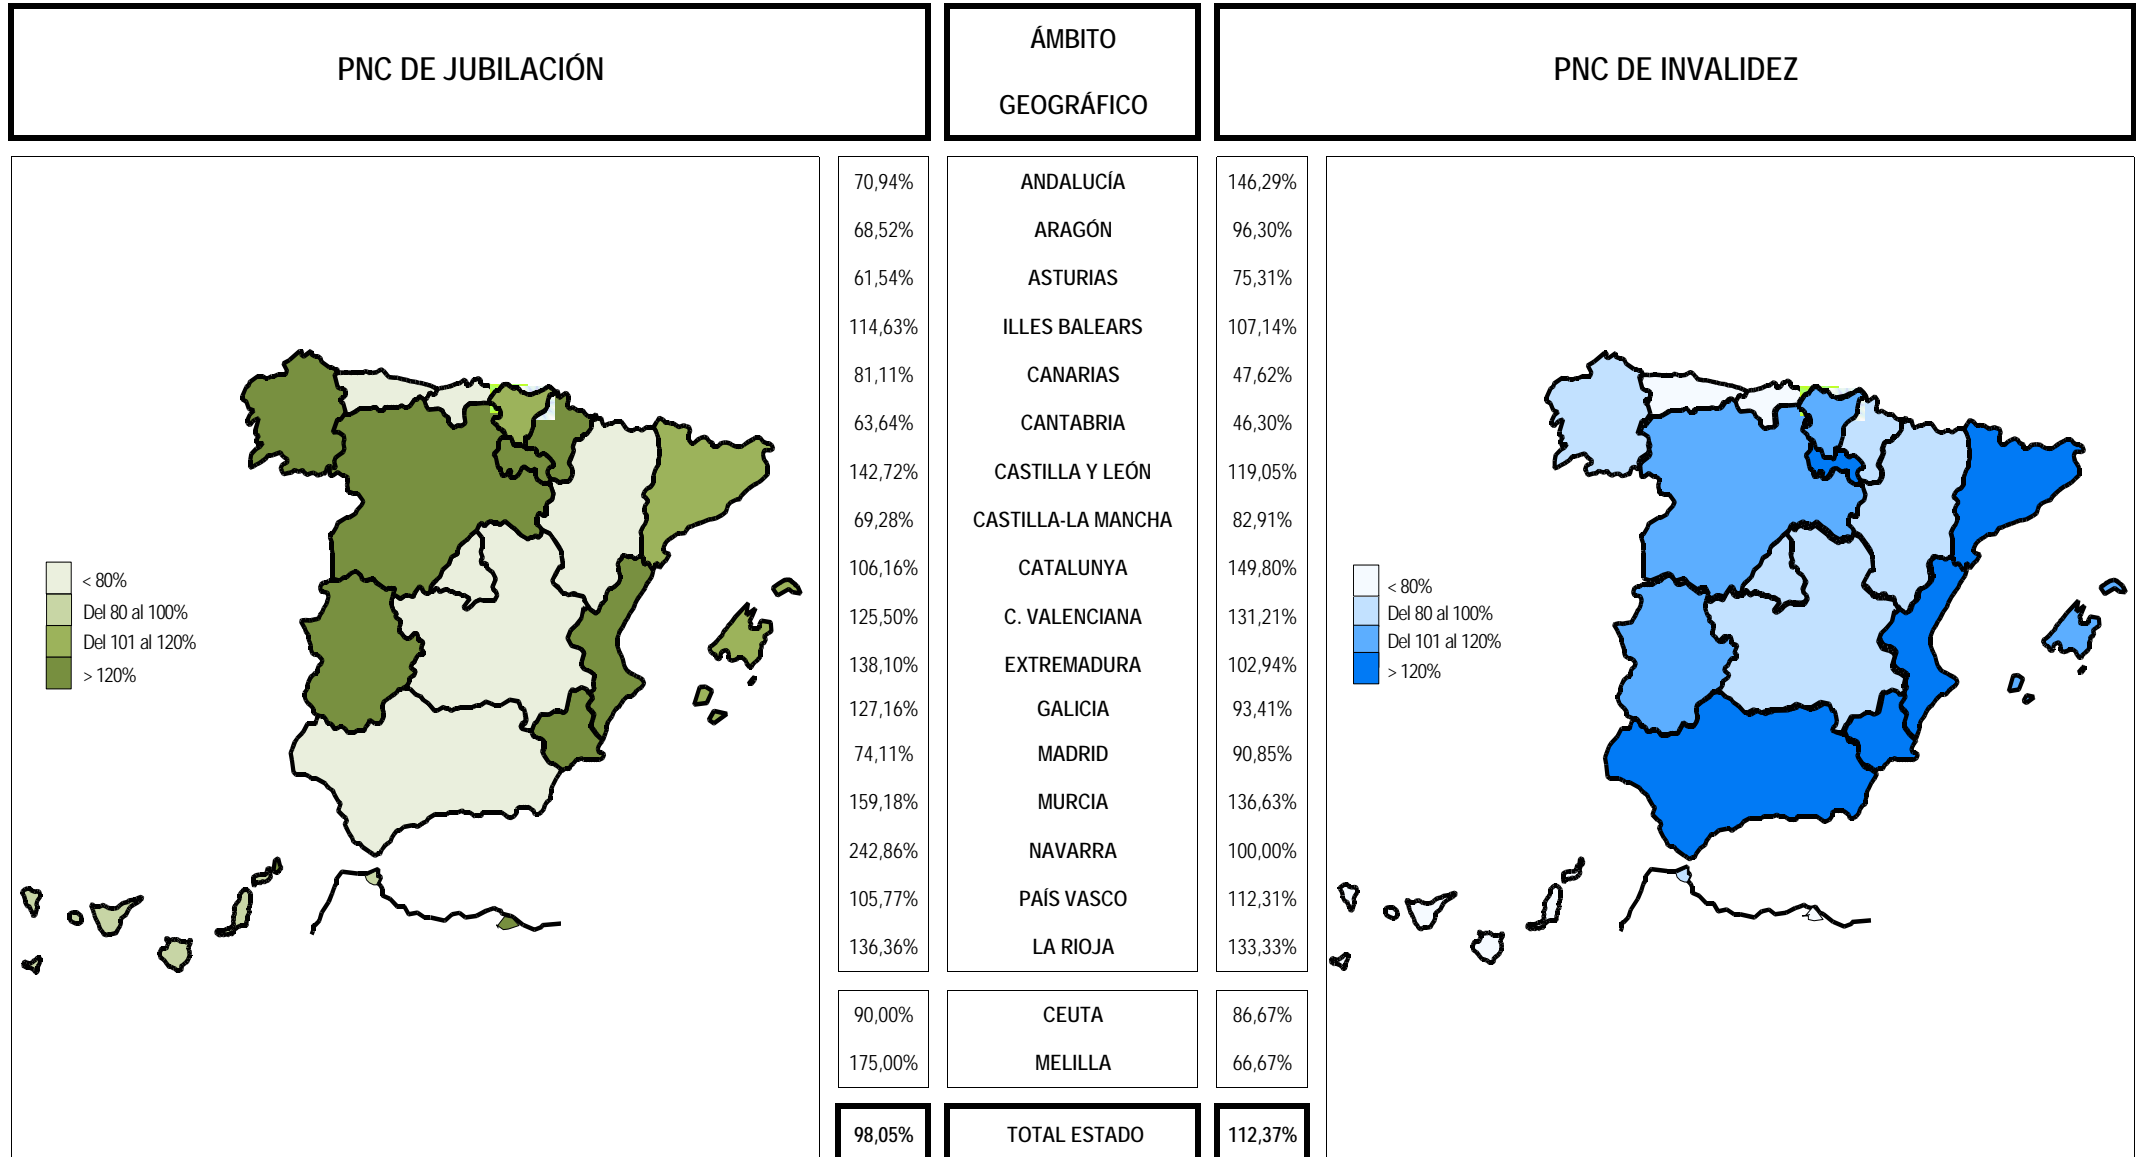 PNC DE JUBILACIÓN
ÁMBITO
GEOGRÁFICO
PNC DE INVALIDEZ
70,94% ANDALUCÍA 146,29%
68,52% ARAGÓN 96,30%
61,54% ASTURIAS 75,31%
114,63% ILLES BALEARS 107,14%
81,11% CANARIAS 47,62%
63,64% CANTABRIA 46,30%
142,72% CASTILLA Y LEÓN 119,05%
69,28% CASTILLA-LA MANCHA 82,91%
106,16% CATALUNYA 149,80%
125,50% C. VALENCIANA 131,21%
138,10% EXTREMADURA 102,94%
127,16% GALICIA 93,41%
74,11% MADRID 90,85%
159,18% MURCIA 136,63%
242,86% NAVARRA 100,00%
105,77% PAÍS VASCO 112,31%
136,36% LA RIOJA 133,33%
90,00% CEUTA 86,67%
175,00% MELILLA 66,67%
98,05% TOTAL ESTADO 112,37%
< 80%
Del 80 al 100%
Del 101 al 120%
> 120%
< 80%
Del 80 al 100%
Del 101 al 120%
> 120%